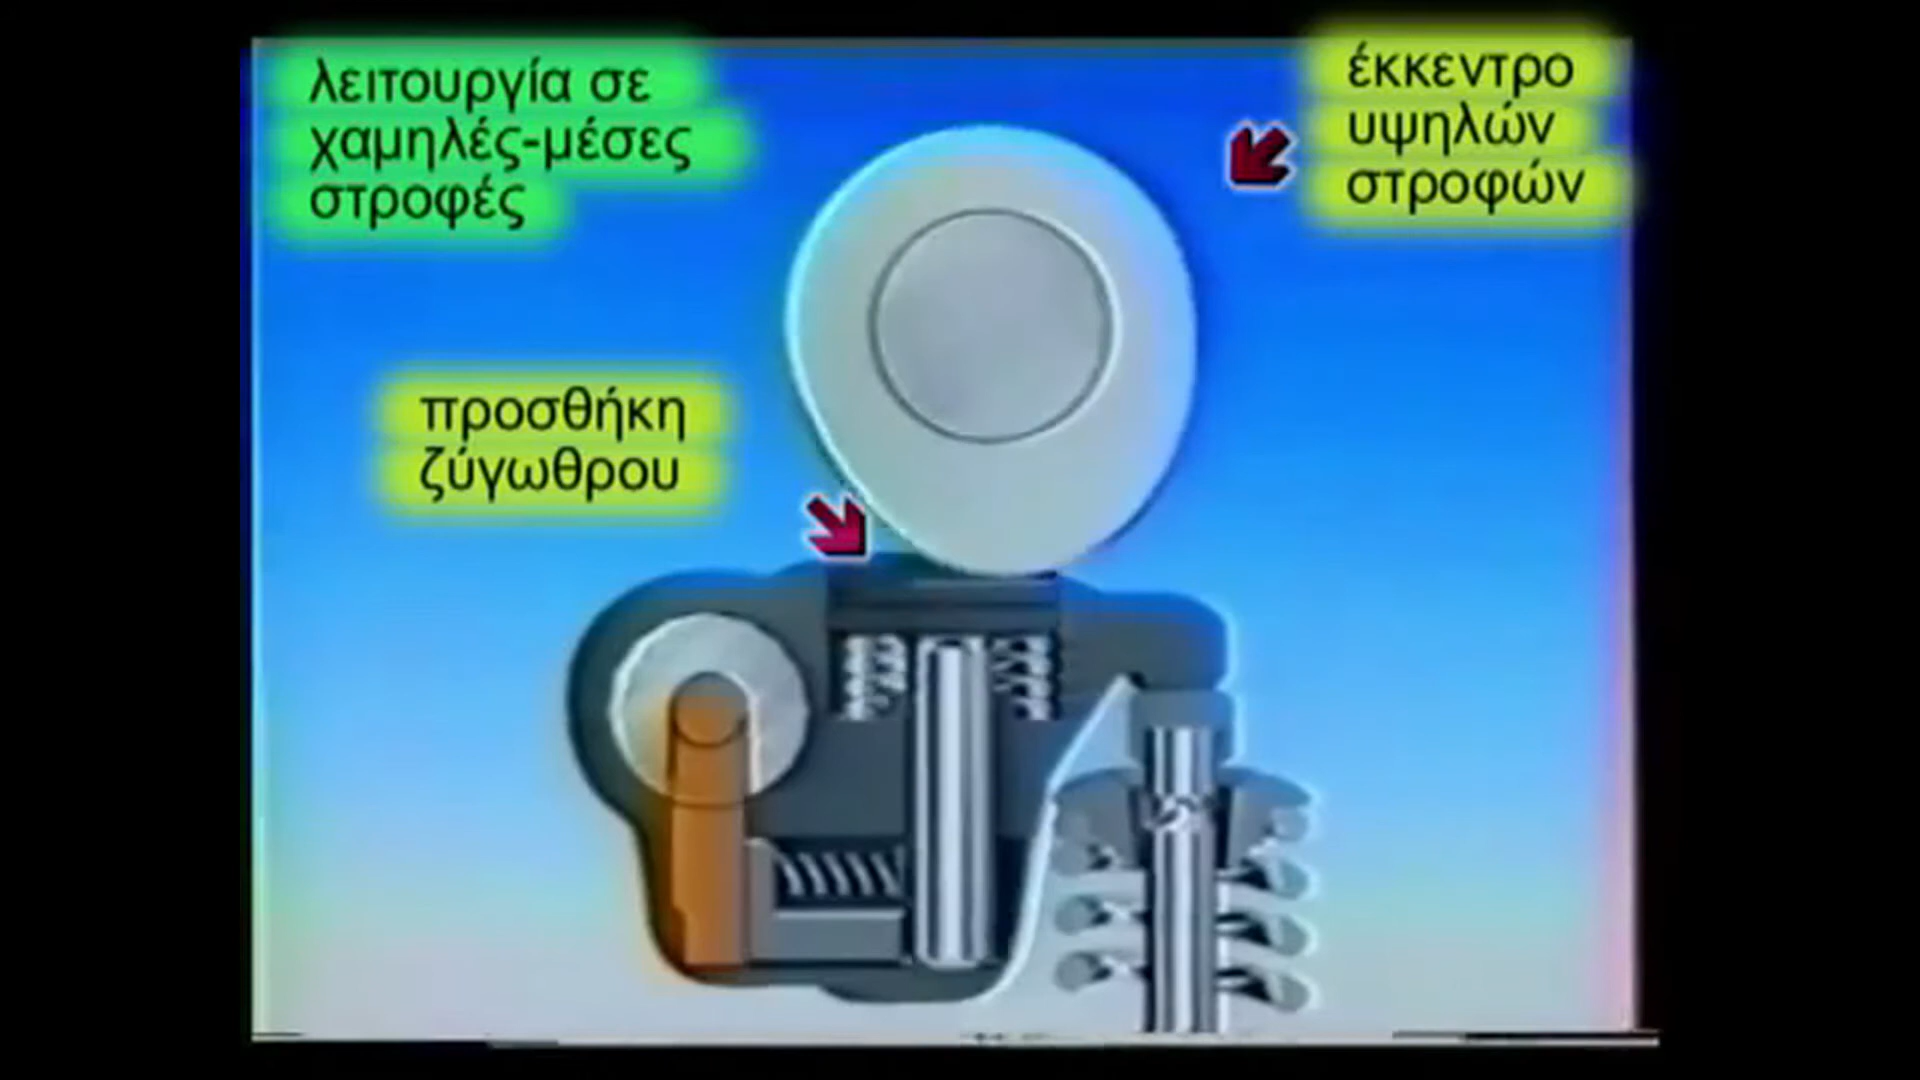 λειτουργία σε
χαμηλές-μέσες
στροφές
έκκεντρο
υψηλών
στροφών
προσθήκη
ζύγωθρου